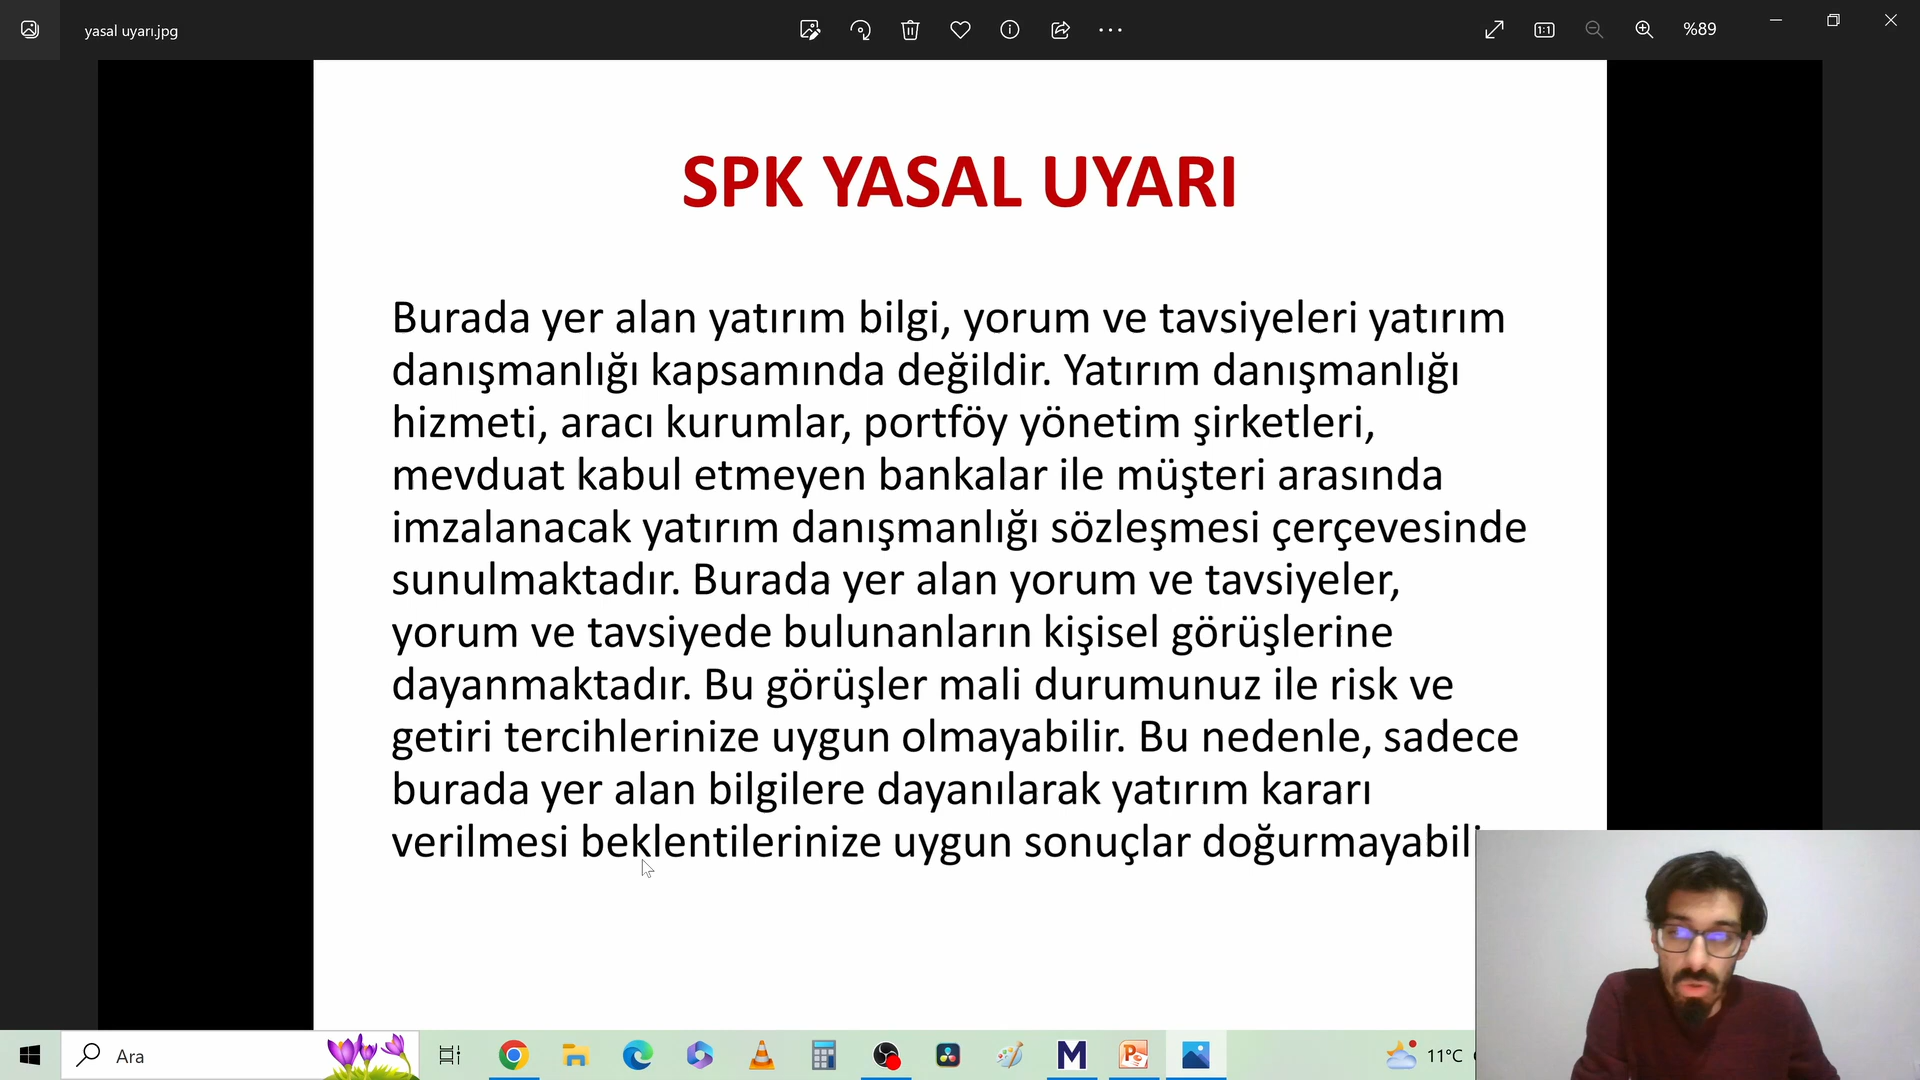 yasal uyarı.jpg
%89
SPK YASAL UYARI
Burada yer alan yatırım bilgi, yorum ve tavsiyeleri yatırım
danışmanlığı kapsamında değildir. Yatırım danışmanlığı
hizmeti, aracı kurumlar, portföy yönetim şirketleri,
mevduat kabul etmeyen bankalar ile müşteri arasında
imzalanacak yatırım danışmanlığı sözleşmesi çerçevesinde
sunulmaktadır. Burada yer alan yorum ve tavsiyeler,
yorum ve tavsiyede bulunanların kişisel görüşlerine
dayanmaktadır. Bu görüşler mali durumunuz ile risk ve
getiri tercihlerinize uygun olmayabilir. Bu nedenle, sadece
burada yer alan bilgilere dayanılarak yatırım kararı
verilmesi beklentilerinize uygun sonuçlar doğurmayabili
Ara
11°C